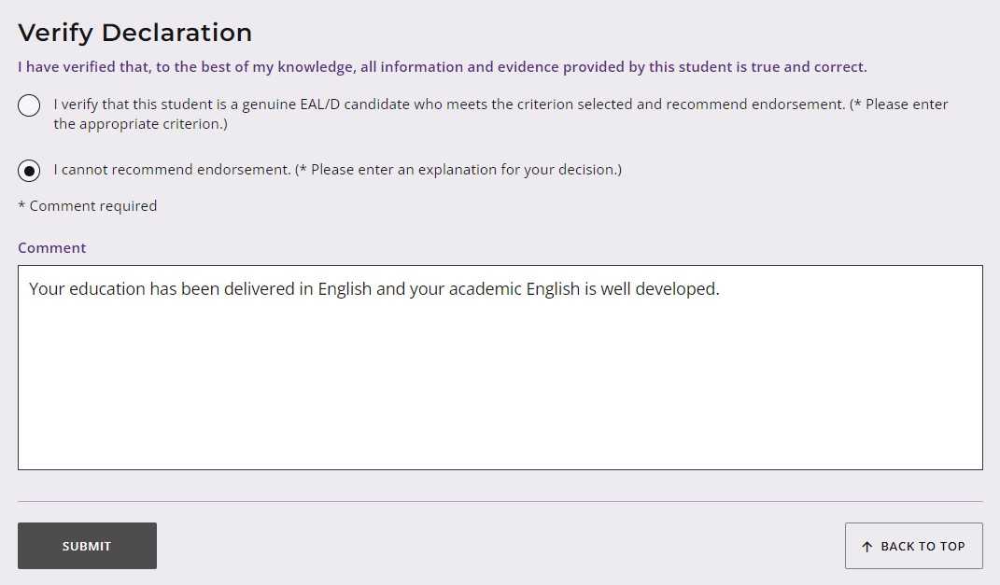 Verify Declaration
I have verified that, to the best of my knowledge, all information and evidence provided by this student is true and correct.
I verify that this student is a genuine EAL/D candidate who meets the criterion selected and recommend endorsement. (* Please enter
the appropriate criterion.)
I cannot recommend endorsement. (* Please enter an explanation for your decision.)
* Comment required
Comment
Your education has been delivered in English and your academic English is well developed.
SUBMIT
↑ BACK TO TOP